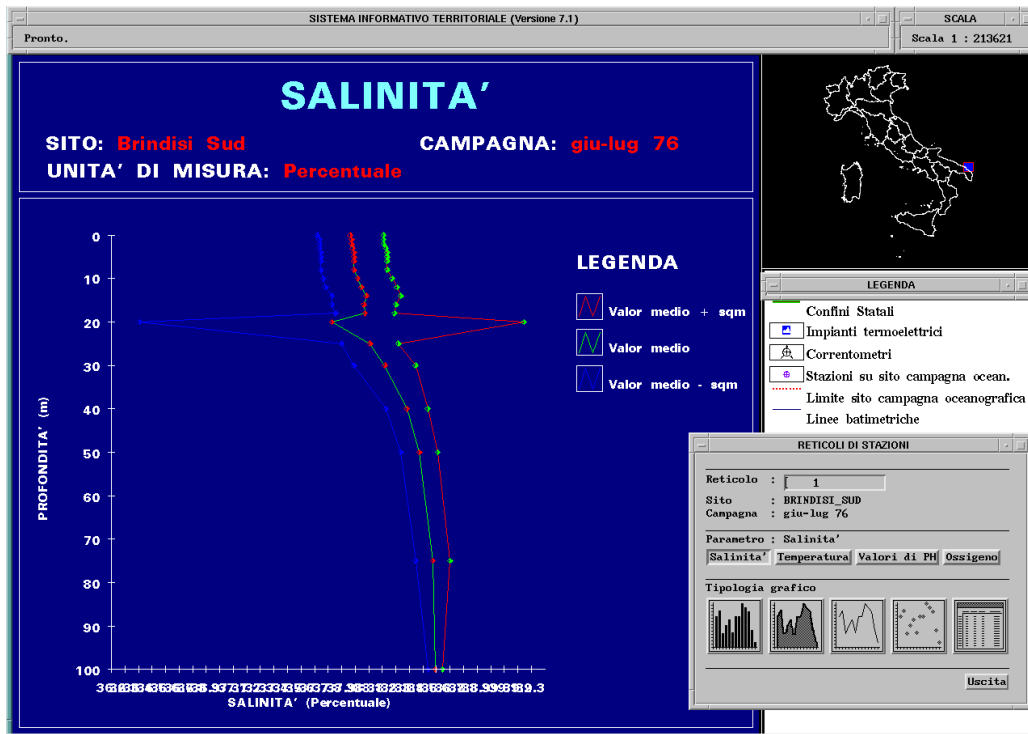 SISTEMA INFORMATIVO TERRITORIALE (Versione 7.1)
SCALA
Pronto.
Scala 1 : 213621
SALINITA'
SITO: Brindisi Sud
CAMPAGNA: giu-lug 76
UNITA' DI MISURA: Percentuale
0
10
20
30
40
50
60
70
80
90
100
PROFONDITA' (m)
SALINITA' (Percentuale)
LEGENDA
Valor medio + sqm
Valor medio
Valor medio - sqm
LEGENDA
Confini Statali
Impianti termoelettrici
Correntometri
Stazioni su sito campagna ocean.
Limite sito campagna oceanografica
Linee batimetriche
RETICOLI DI STAZIONI
Reticolo : [ 1
Sito : BRINDISI_SUD
Campagna : giu-lug 76
Parametro : Salinita'
Salinita' Temperatura Valori di PH Ossigeno
Tipologia grafico
Uscita